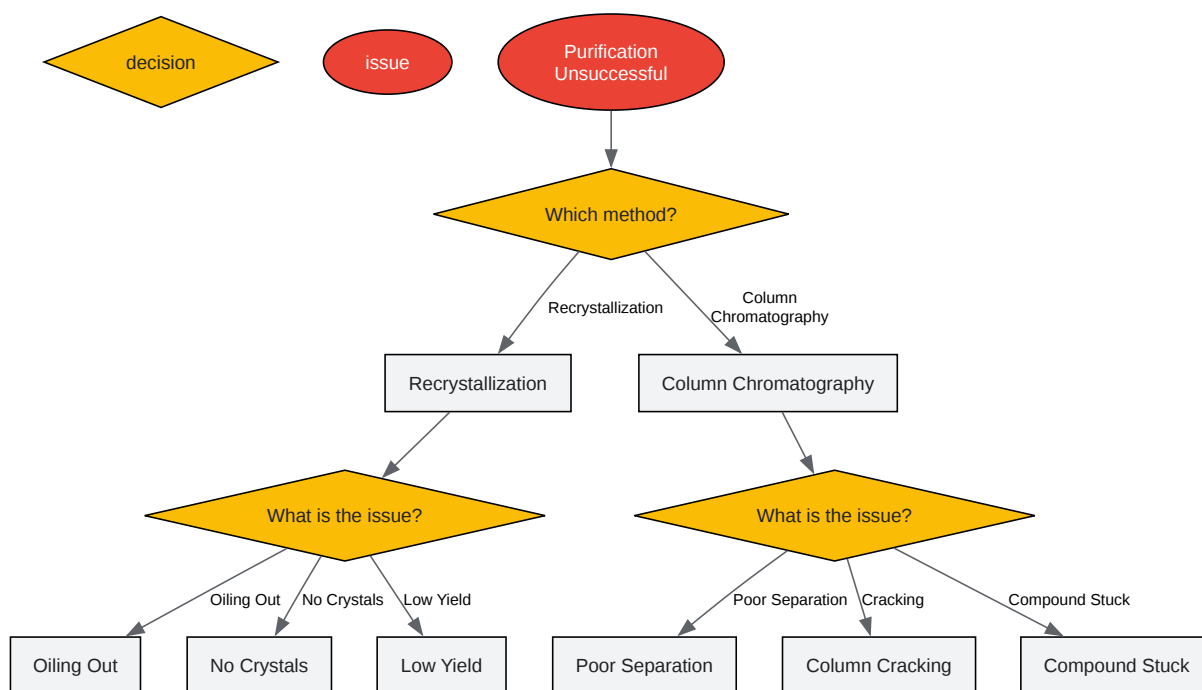 decision
issue
Purification
Unsuccessful
Which method?
Recrystallization
Column
Chromatography
Recrystallization
Column Chromatography
What is the issue?
What is the issue?
Oiling Out
No Crystals
Low Yield
Poor Separation
Cracking
Compound Stuck
Oiling Out
No Crystals
Low Yield
Poor Separation
Column Cracking
Compound Stuck